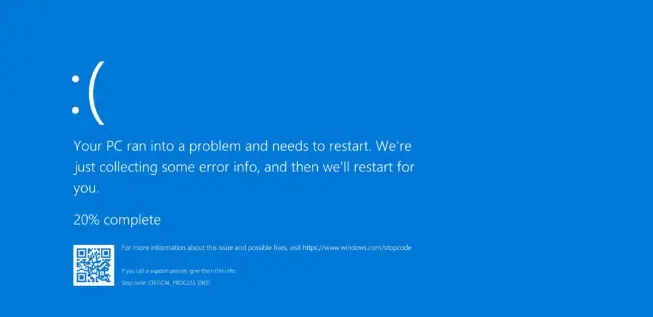 :(
Your PC ran into a problem and needs to restart. We're
just collecting some error info, and then we'll restart for
you.
20% complete
For more information about this issue and possible fixes, visit https://www.windows.com/stopcode
If you call a support person, give them this info:
Stop code: CRITICAL_PROCESS_DIED